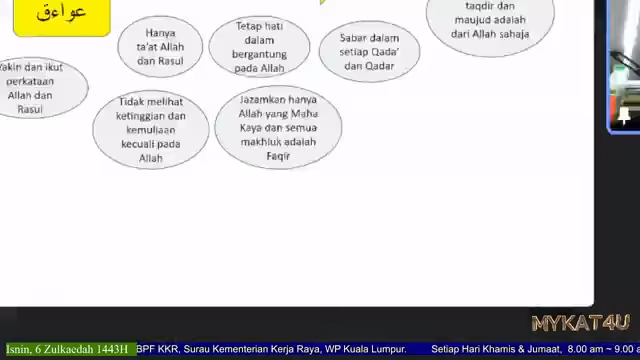 عواءق
taqdir dan
maujud adalah
dari Allah sahaja
Hanya
ta'at Allah
dan Rasul
Tetap hati
dalam
bergantung
pada Allah
Sabar dalam
setiap Qada'
dan Qadar
Yakin dan ikut
perkataan
Allah dan
Rasul
Tidak melihat
ketinggian dan
kemuliaan
kecuali pada
Allah
Jazamkan hanya
Allah yang Maha
Kaya dan semua
makhluk adalah
Faqir
MYKAT4U
Isnin, 6 Zulkaedah 1443H
BPF KKR, Surau Kementerian Kerja Raya, WP Kuala Lumpur. Setiap Hari Khamis & Jumaat, 8.00 am ~ 9.00 a